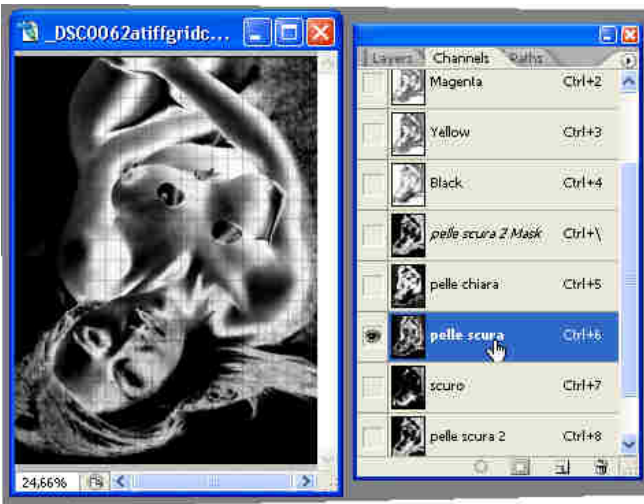 _DSC0062atiffgridc...
Layers Channels Paths
Magenta Ctrl+2
Yellow Ctrl+3
Black Ctrl+4
pelle scura 2 Mask Ctrl+\
pelle chiara Ctrl+5
pelle scura Ctrl+6
scuro Ctrl+7
pelle scura 2 Ctrl+8
24,66%